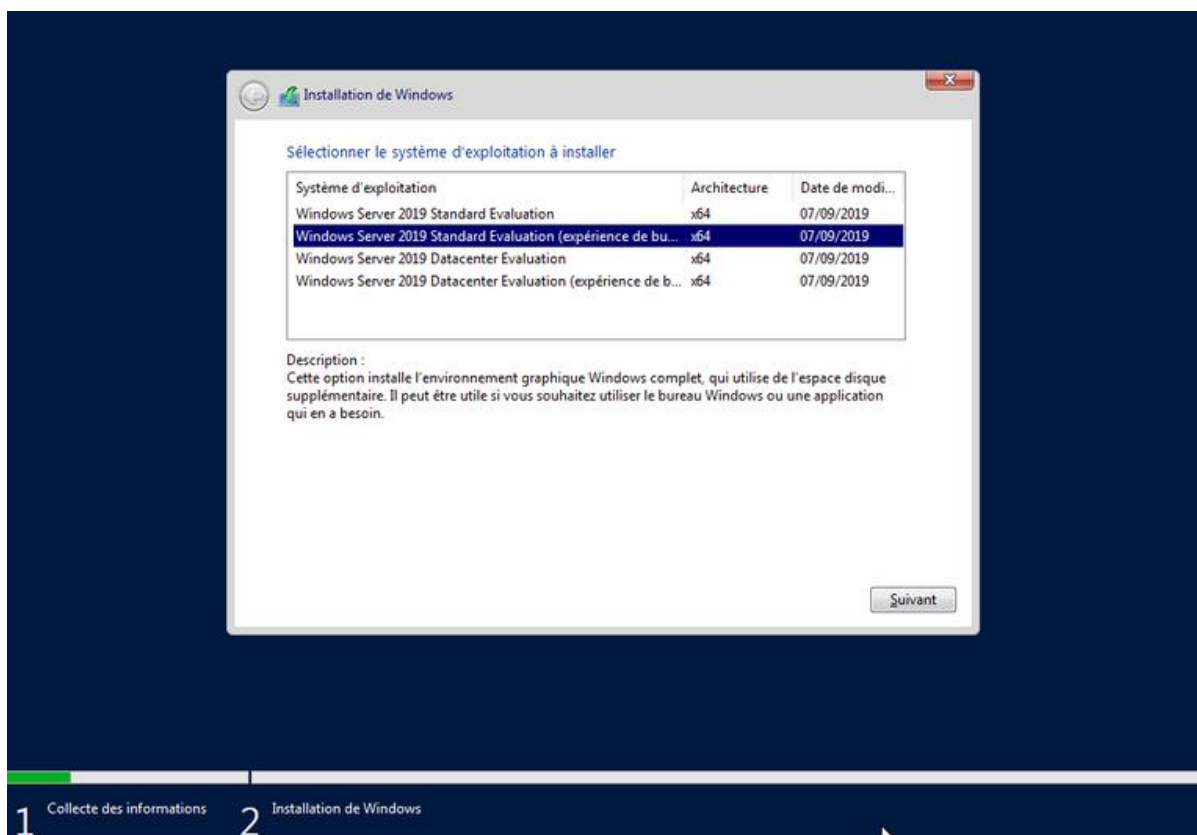 Installation de Windows
Sélectionner le système d'exploitation à installer
Système d'exploitation Architecture Date de modi...
Windows Server 2019 Standard Evaluation x64 07/09/2019
Windows Server 2019 Standard Evaluation (expérience de bu... x64 07/09/2019
Windows Server 2019 Datacenter Evaluation x64 07/09/2019
Windows Server 2019 Datacenter Evaluation (expérience de b... x64 07/09/2019
Description :
Cette option installe l'environnement graphique Windows complet, qui utilise de l'espace disque
supplémentaire. Il peut être utile si vous souhaitez utiliser le bureau Windows ou une application
qui en a besoin.
Suivant
1 Collecte des informations 2 Installation de Windows